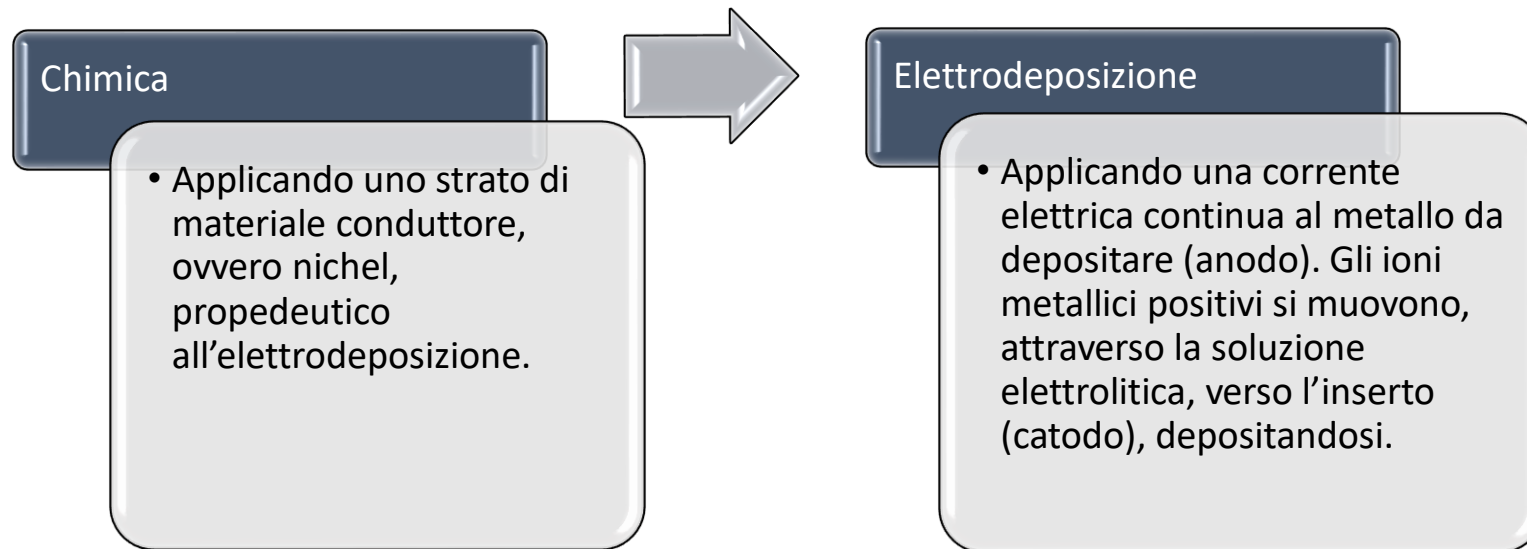 Chimica
• Applicando uno strato di
materiale conduttore,
ovvero nichel,
propedeutico
all’elettrodeposizione.
Elettrodeposizione
• Applicando una corrente
elettrica continua al metallo da
depositare (anodo). Gli ioni
metallici positivi si muovono,
attraverso la soluzione
elettrolitica, verso l’inserto
(catodo), depositandosi.